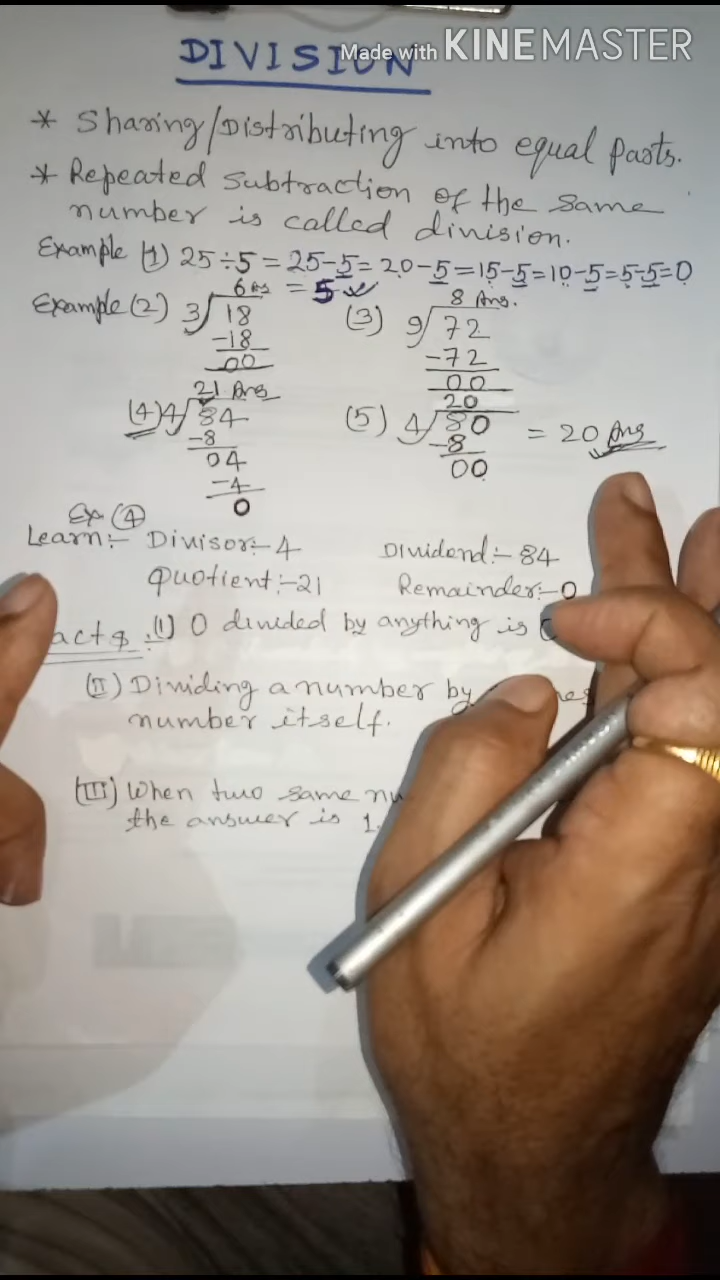 DIVISION
Made with KINEMASTER
* Sharing/Distributing into equal parts.
* Repeated subtraction of the same
number is called division.
Example (1) 25÷5 = 25-5= 20-5=15-5=10-5=5-5=0
= 5
Example (2) 3 18
6 Ans
-18
00
(3) 9 72
8 Ans.
-72
00
(4) 4 84
21 Ans
-8
04
-4
0
(5) 4 80 = 20 Ans
20
-8
00
Ex (4)
Learn:- Divisor:-4 Dividend:-84
Quotient:-21 Remainder:-0
acts :- (I) 0 divided by anything is
(II) Dividing a number by
number itself.
(III) When two same
the answer is 1.